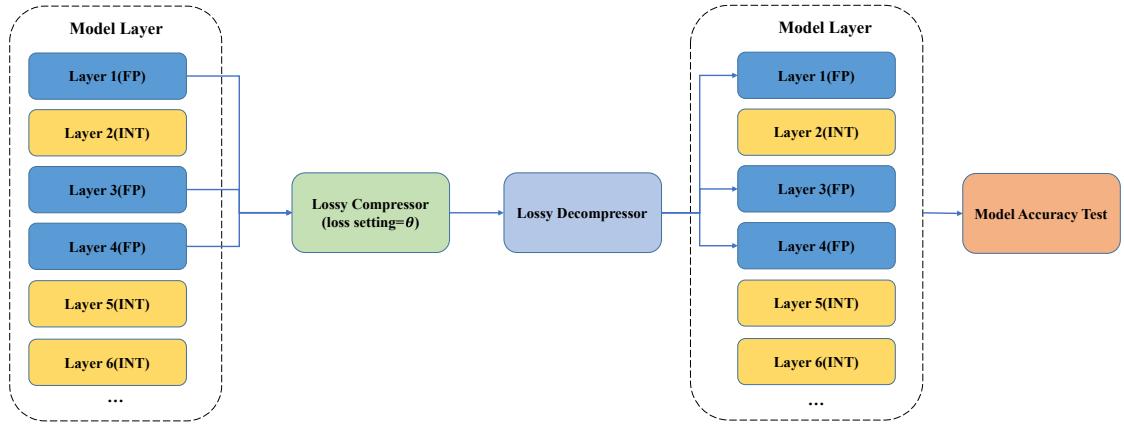 Model Layer
Layer 1(FP)
Layer 2(INT)
Layer 3(FP)
Layer 4(FP)
Layer 5(INT)
Layer 6(INT)
...
Lossy Compressor
(loss setting=θ)
Lossy Decompressor
Model Layer
Layer 1(FP)
Layer 2(INT)
Layer 3(FP)
Layer 4(FP)
Layer 5(INT)
Layer 6(INT)
...
Model Accuracy Test